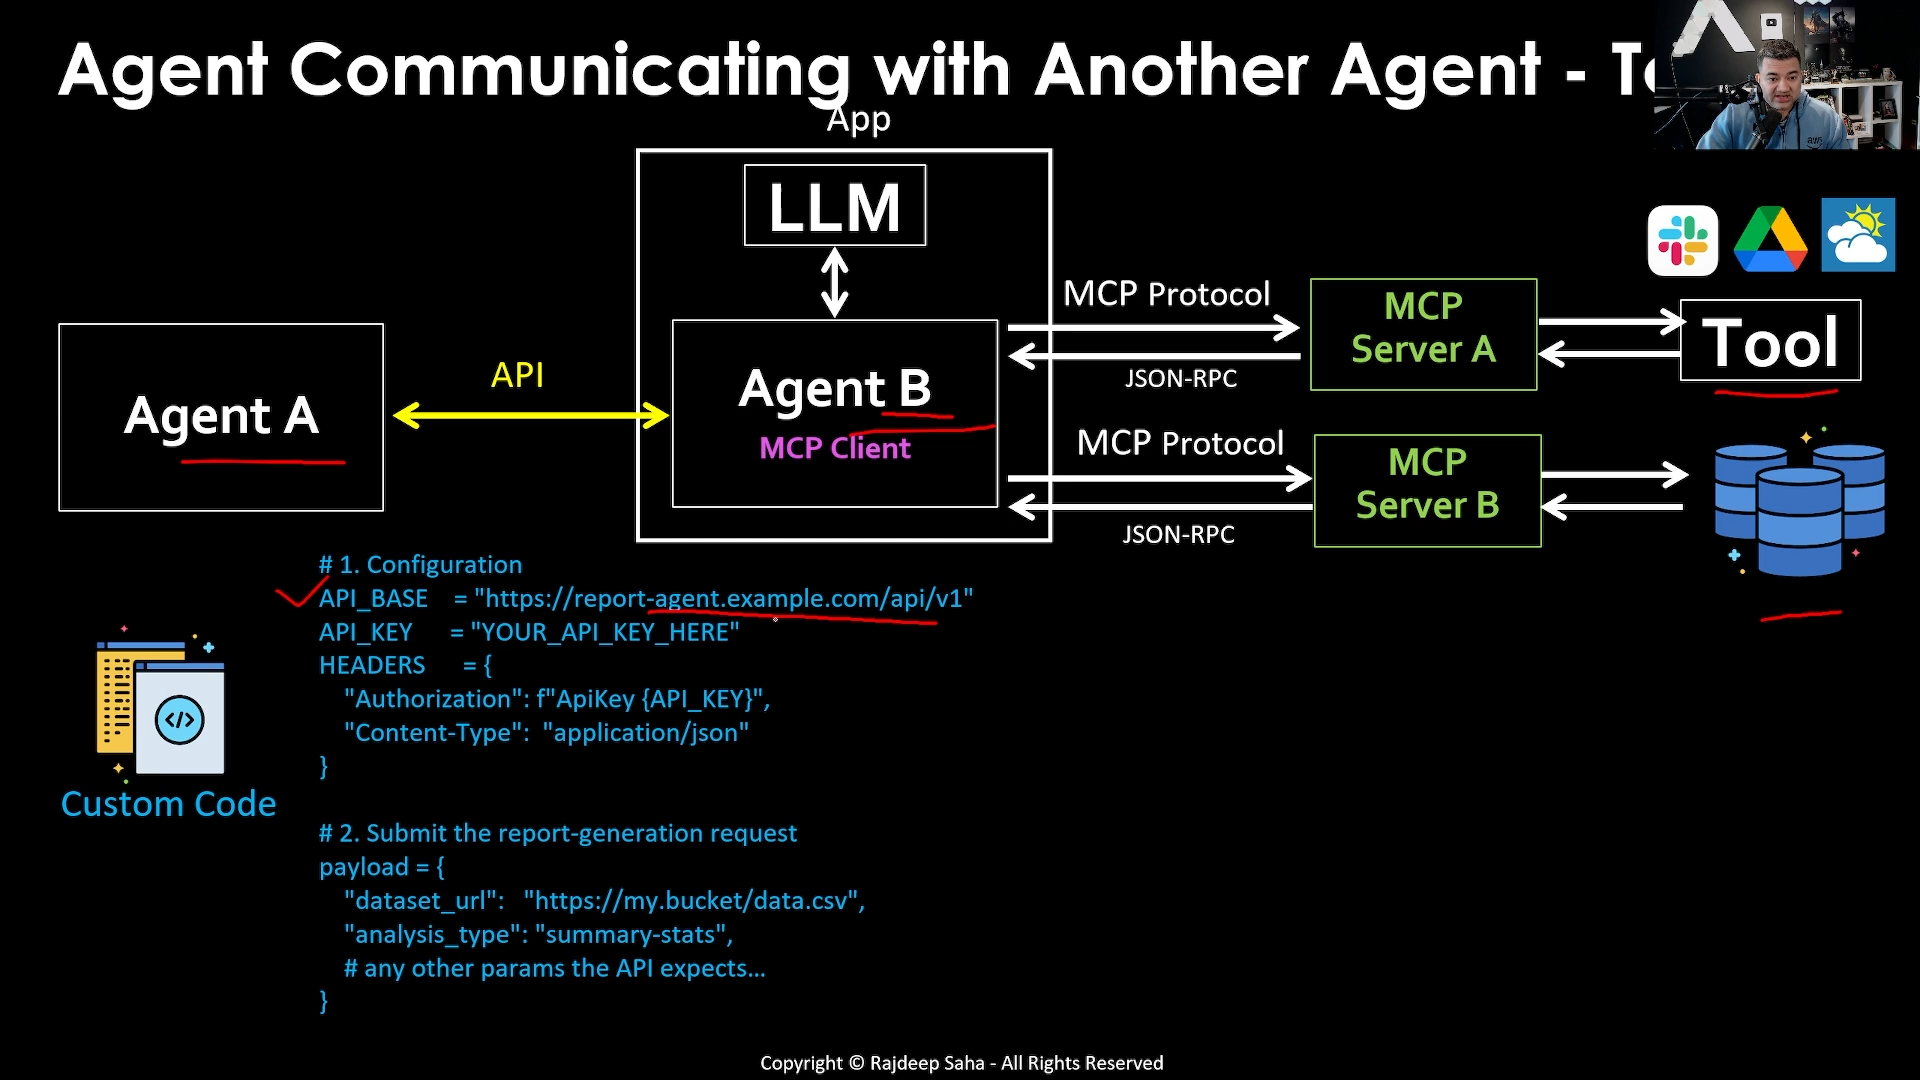 Agent Communicating with Another Agent -
App
LLM
MCP Protocol
JSON-RPC
MCP
Server A
Tool
Agent A
API
Agent B
MCP Client
MCP Protocol
JSON-RPC
MCP
Server B
Custom Code
# 1. Configuration
API_BASE = "https://report-agent.example.com/api/v1"
API_KEY = "YOUR_API_KEY_HERE"
HEADERS = {
"Authorization": f"ApiKey {API_KEY}",
"Content-Type": "application/json"
}
# 2. Submit the report-generation request
payload = {
"dataset_url": "https://my.bucket/data.csv",
"analysis_type": "summary-stats",
# any other params the API expects...
}
aws
Copyright © Rajdeep Saha - All Rights Reserved